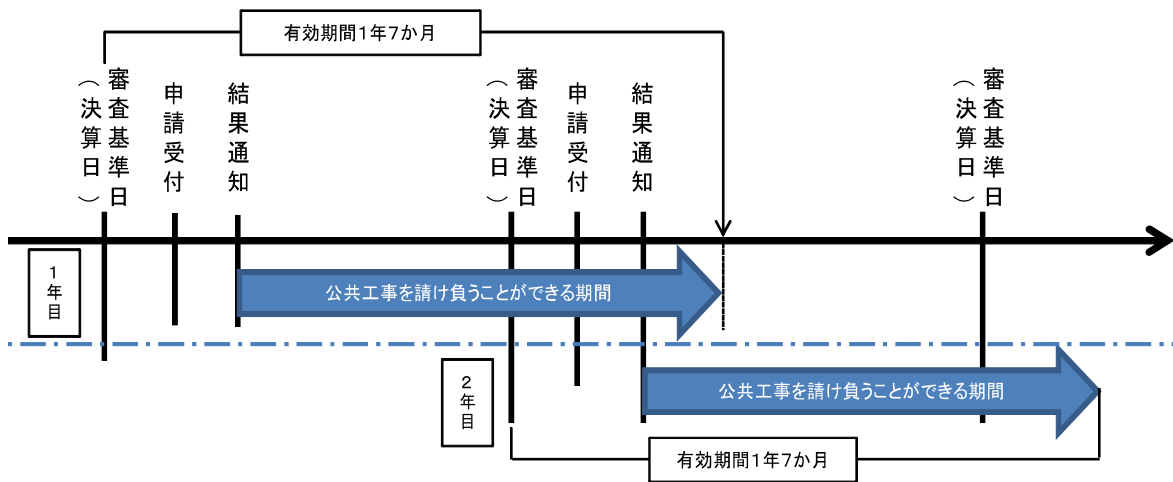 有効期間1年7か月
審査基準日
（決算日）
申請受付
結果通知
審査基準日
（決算日）
申請受付
結果通知
審査基準日
（決算日）
1年目
公共工事を請け負うことができる期間
2年目
公共工事を請け負うことができる期間
有効期間1年7か月